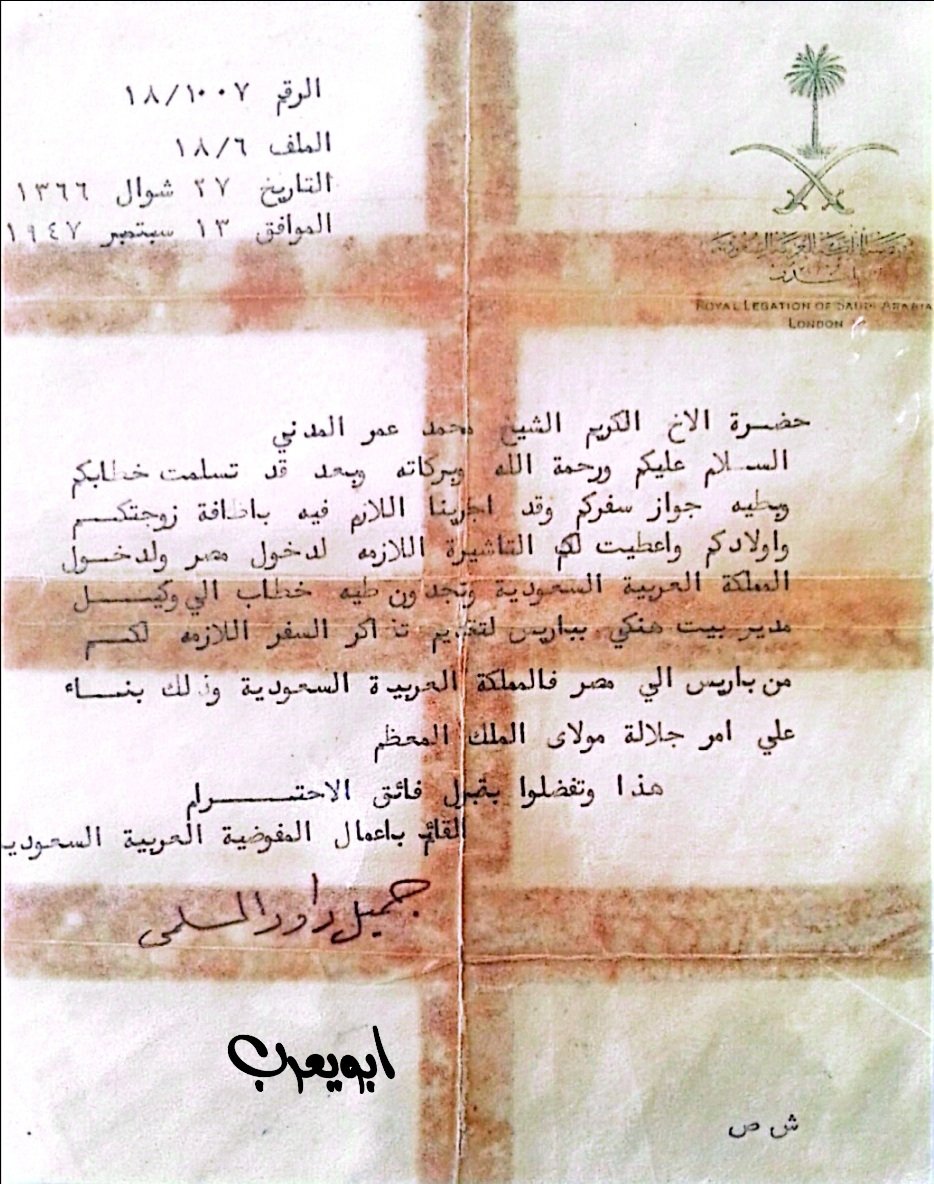 الرقم ١٨/١٠٠٧
الملف ١٨/٦
التاريخ ٢٧ شوال ١٣٦٦
الموافق ١٣ سبتمبر ١٩٤٧
ROYAL LEGATION OF SAUDI ARABIA
LONDON
حضرة الاخ الكريم الشيخ محمد عمر المدني
السلام عليكم ورحمة الله وبركاته وبعد قد تسلمت خطابكم
وبطيه جواز سفركم وقد اجرينا اللازم فيه باظافة زوجتكم
واولادكم واعطيت لكم التاشيرة اللازمه لدخول مصر ولدخول
المملكة العربية السعودية وتجدون طيه خطاب الي وكيل
مدير بيت هنكي بباريس لتقديم تذاكر السفر اللازمه لكم
من باريس الي مصر فالمملكة العربية السعودية وذلك بناء
علي امر جلالة مولاى الملك المعظم
هذا وتفضلوا بقبول فائق الاحترام
القائم باعمال المفوضية العربية السعودية
جميل داود المسلمى
ابويعرب
ش ص